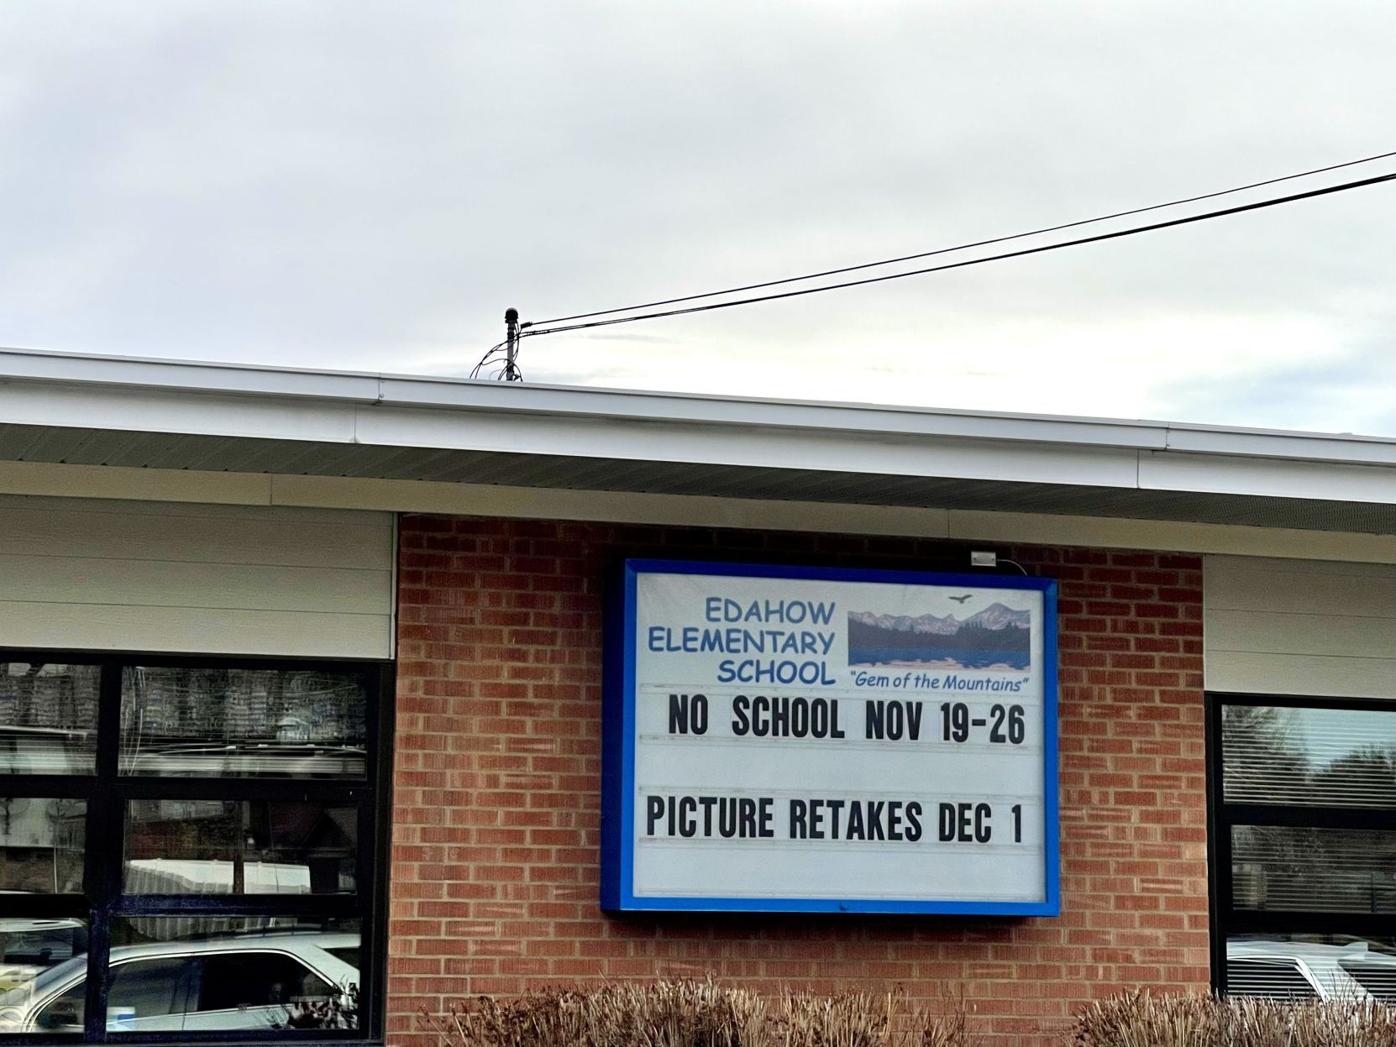 EDAHOW
ELEMENTARY
SCHOOL
"Gem of the Mountains"
NO SCHOOL NOV 19-26
PICTURE RETAKES DEC 1